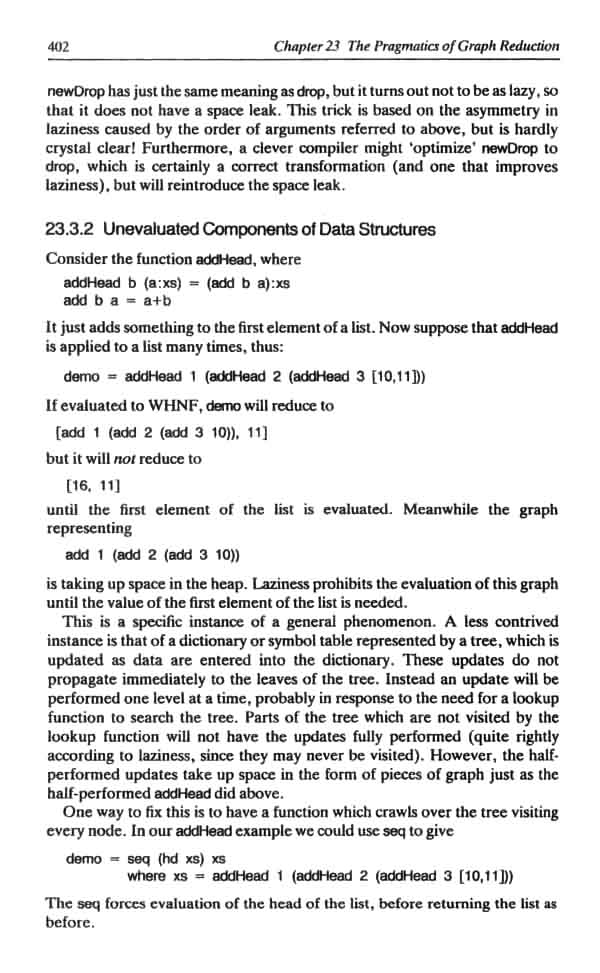 402 Chapter 23 The Pragmatics of Graph Reduction
newDrop has just the same meaning as drop, but it turns out not to be as lazy, so
that it does not have a space leak. This trick is based on the asymmetry in
laziness caused by the order of arguments referred to above, but is hardly
crystal clear! Furthermore, a clever compiler might ‘optimize’ newDrop to
drop, which is certainly a correct transformation (and one that improves
laziness), but will reintroduce the space leak.
23.3.2 Unevaluated Components of Data Structures
Consider the function addHead, where
addHead b (a:xs) = (add b a):xs
add b a = a+b
It just adds something to the first element of a list. Now suppose that addHead
is applied to a list many times, thus:
demo = addHead 1 (addHead 2 (addHead 3 [10,11]))
If evaluated to WHNF, demo will reduce to
[add 1 (add 2 (add 3 10)), 11]
but it will not reduce to
[16, 11]
until the first element of the list is evaluated. Meanwhile the graph
representing
add 1 (add 2 (add 3 10))
is taking up space in the heap. Laziness prohibits the evaluation of this graph
until the value of the first element of the list is needed.
This is a specific instance of a general phenomenon. A less contrived
instance is that of a dictionary or symbol table represented by a tree, which is
updated as data are entered into the dictionary. These updates do not
propagate immediately to the leaves of the tree. Instead an update will be
performed one level at a time, probably in response to the need for a lookup
function to search the tree. Parts of the tree which are not visited by the
lookup function will not have the updates fully performed (quite rightly
according to laziness, since they may never be visited). However, the half-
performed updates take up space in the form of pieces of graph just as the
half-performed addHead did above.
One way to fix this is to have a function which crawls over the tree visiting
every node. In our addHead example we could use seq to give
demo = seq (hd xs) xs
where xs = addHead 1 (addHead 2 (addHead 3 [10,11]))
The seq forces evaluation of the head of the list, before returning the list as
before.